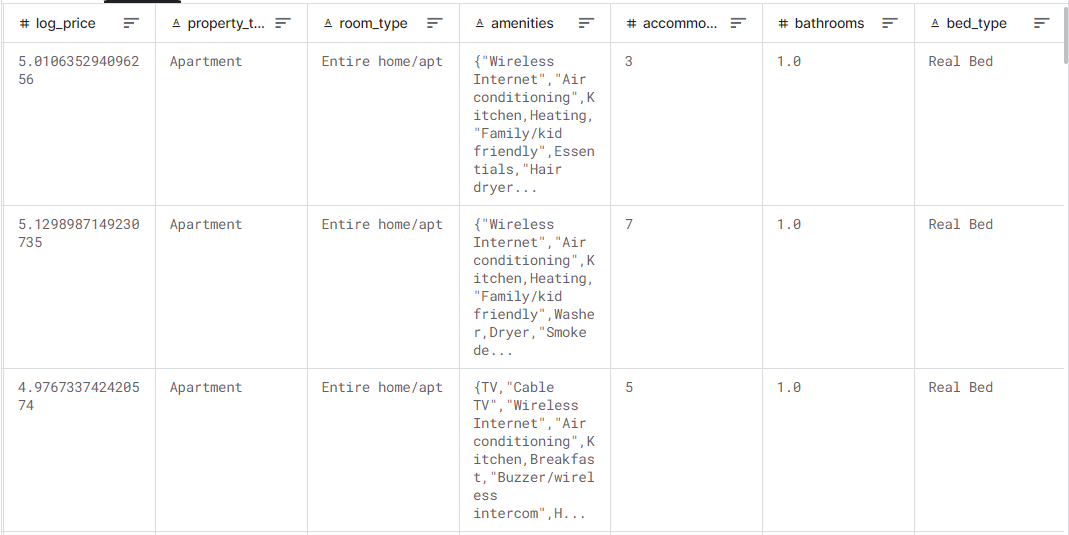 log_price property_t... room_type amenities accommo... bathrooms bed_type
5.0106352940962 Apartment Entire home/apt {"Wireless 3 1.0 Real Bed
56 Internet","Air
conditioning",K
itchen,Heating,
"Family/kid
friendly",Essen
tials,"Hair
dryer...
5.1298987149230 Apartment Entire home/apt {"Wireless 7 1.0 Real Bed
735 Internet","Air
conditioning",K
itchen,Heating,
"Family/kid
friendly",Washe
r,Dryer,"Smoke
de...
4.9767337424205 Apartment Entire home/apt {TV,"Cable 5 1.0 Real Bed
74 TV","Wireless
Internet","Air
conditioning",K
itchen,Breakfas
t,"Buzzer/wirel
ess
intercom",H...